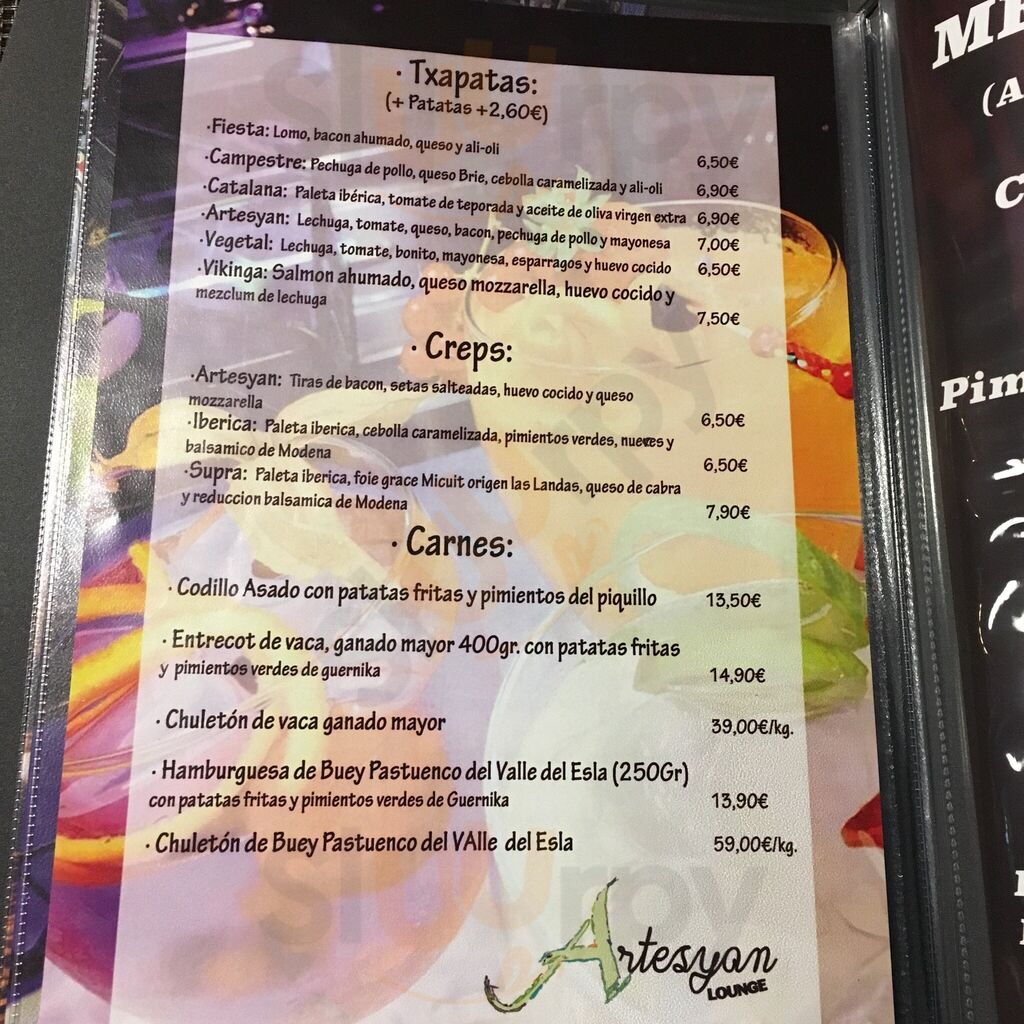 · Txapatas:
(+ Patatas +2,60€)
·Fiesta: Lomo, bacon ahumado, queso y ali-oli 6,50€
·Campestre: Pechuga de pollo, queso Brie, cebolla caramelizada y ali-oli 6,90€
·Catalana: Paleta ibérica, tomate de teporada y aceite de oliva virgen extra 6,90€
·Artesyan: Lechuga, tomate, queso, bacon, pechuga de pollo y mayonesa 7,00€
·Vegetal: Lechuga, tomate, bonito, mayonesa, esparragos y huevo cocido 6,50€
·Vikinga: Salmon ahumado, queso mozzarella, huevo cocido y
mezclum de lechuga 7,50€
· Creps:
·Artesyan: Tiras de bacon, setas salteadas, huevo cocido y queso
mozzarella 6,50€
·Iberica: Paleta iberica, cebolla caramelizada, pimientos verdes, nueces y
balsamico de Modena 6,50€
·Supra: Paleta iberica, foie grace Micuit origen las Landas, queso de cabra
y reduccion balsamica de Modena 7,90€
· Carnes:
· Codillo Asado con patatas fritas y pimientos del piquillo 13,50€
· Entrecot de vaca, ganado mayor 400gr. con patatas fritas
y pimientos verdes de guernika 14,90€
· Chuletón de vaca ganado mayor 39,00€/kg.
· Hamburguesa de Buey Pastuenco del Valle del Esla (250Gr)
con patatas fritas y pimientos verdes de Guernika 13,90€
· Chuletón de Buey Pastuenco del VAlle del Esla 59,00€/kg.
Artesyan
LOUNGE
(A
C
Pim